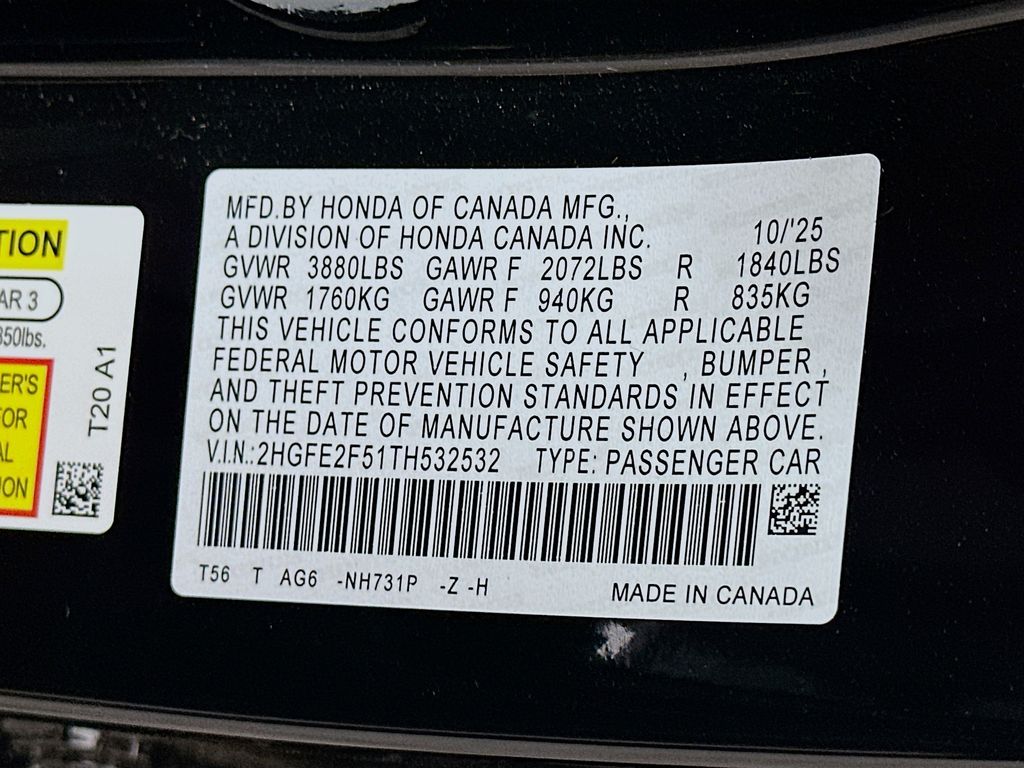 TION
AR 3
850lbs.
ER'S
FOR
AL
ION
T20 A1
MFD.BY HONDA OF CANADA MFG.,
A DIVISION OF HONDA CANADA INC. 10/'25
GVWR 3880LBS GAWR F 2072LBS R 1840LBS
GVWR 1760KG GAWR F 940KG R 835KG
THIS VEHICLE CONFORMS TO ALL APPLICABLE
FEDERAL MOTOR VEHICLE SAFETY , BUMPER ,
AND THEFT PREVENTION STANDARDS IN EFFECT
ON THE DATE OF MANUFACTURE SHOWN ABOVE.
V.I.N.:2HGFE2F51TH532532 TYPE: PASSENGER CAR
T56 T AG6 -NH731P -Z -H MADE IN CANADA